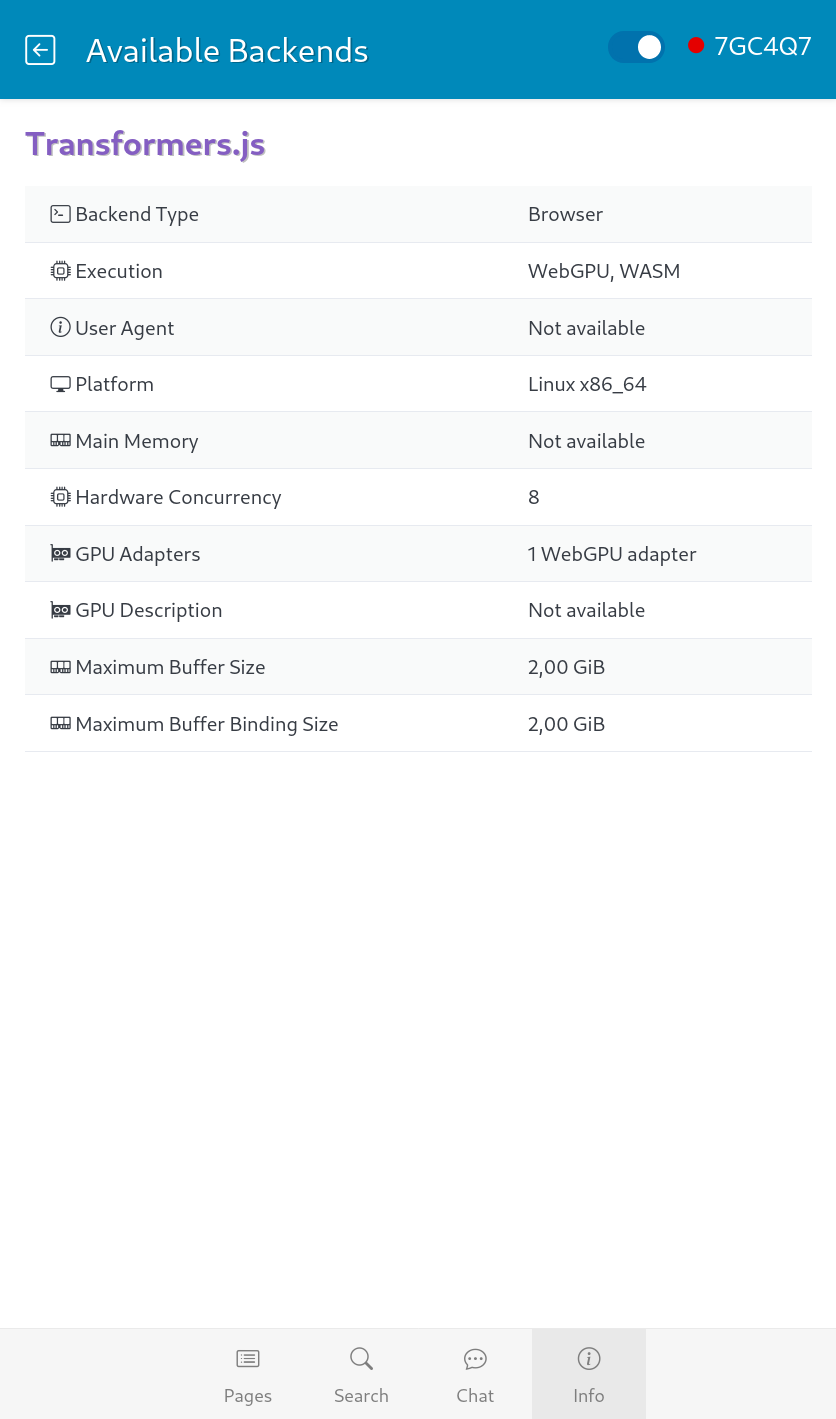 Available Backends
7GC4Q7
Transformers.js
Backend Type Browser
Execution WebGPU, WASM
User Agent Not available
Platform Linux x86_64
Main Memory Not available
Hardware Concurrency 8
GPU Adapters 1 WebGPU adapter
GPU Description Not available
Maximum Buffer Size 2,00 GiB
Maximum Buffer Binding Size 2,00 GiB
Pages Search Chat Info